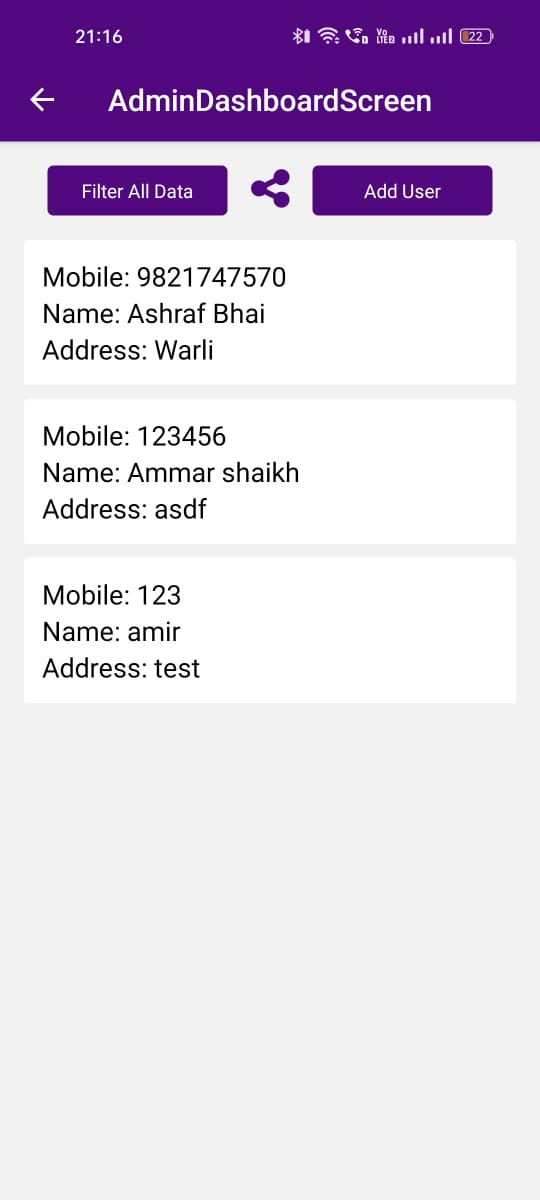 21:16
Vo
LTE B
22
AdminDashboardScreen
Filter All Data
Add User
Mobile: 9821747570
Name: Ashraf Bhai
Address: Warli
Mobile: 123456
Name: Ammar shaikh
Address: asdf
Mobile: 123
Name: amir
Address: test